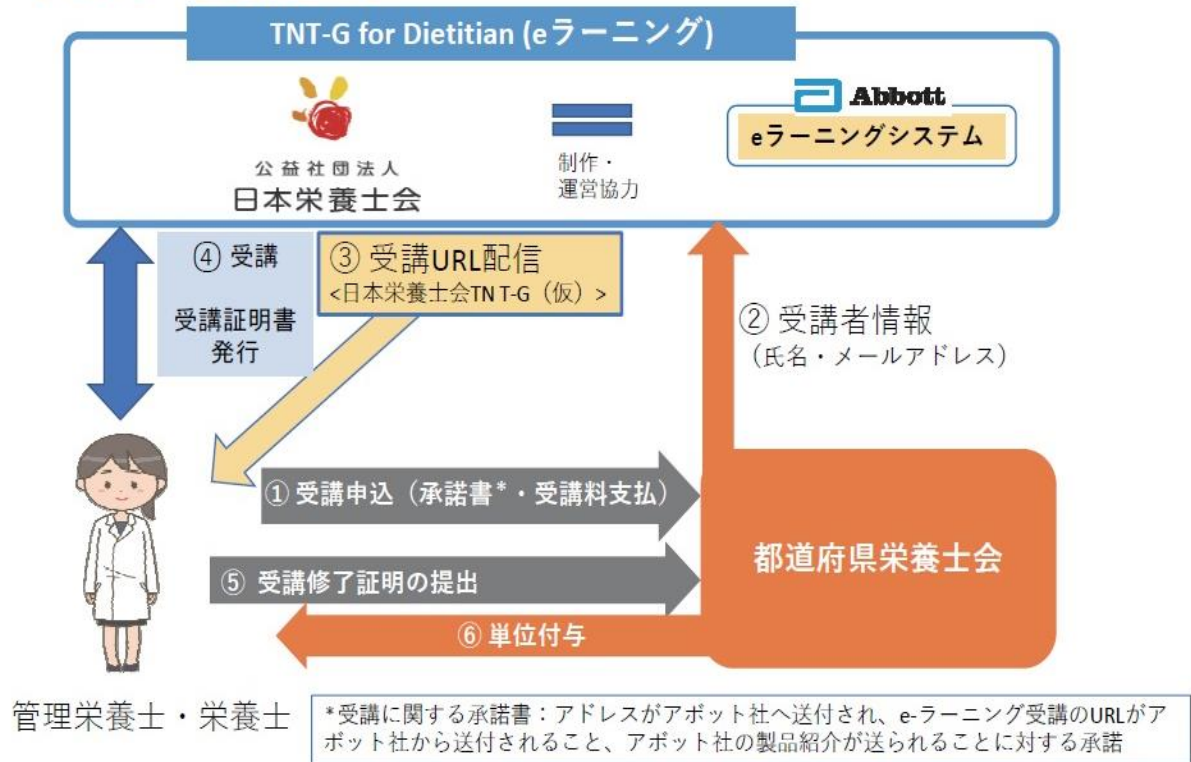 TNT-G for Dietitian (eラーニング)
公益社団法人
日本栄養士会
制作・
運営協力
Abbott
eラーニングシステム
④ 受講
受講証明書
発行
③ 受講URL配信
<日本栄養士会TNT-G（仮）>
② 受講者情報
（氏名・メールアドレス）
① 受講申込（承諾書*・受講料支払）
都道府県栄養士会
⑤ 受講修了証明の提出
⑥ 単位付与
管理栄養士・栄養士
*受講に関する承諾書：アドレスがアボット社へ送付され、e-ラーニング受講のURLがア
ボット社から送付されること、アボット社の製品紹介が送られることに対する承諾